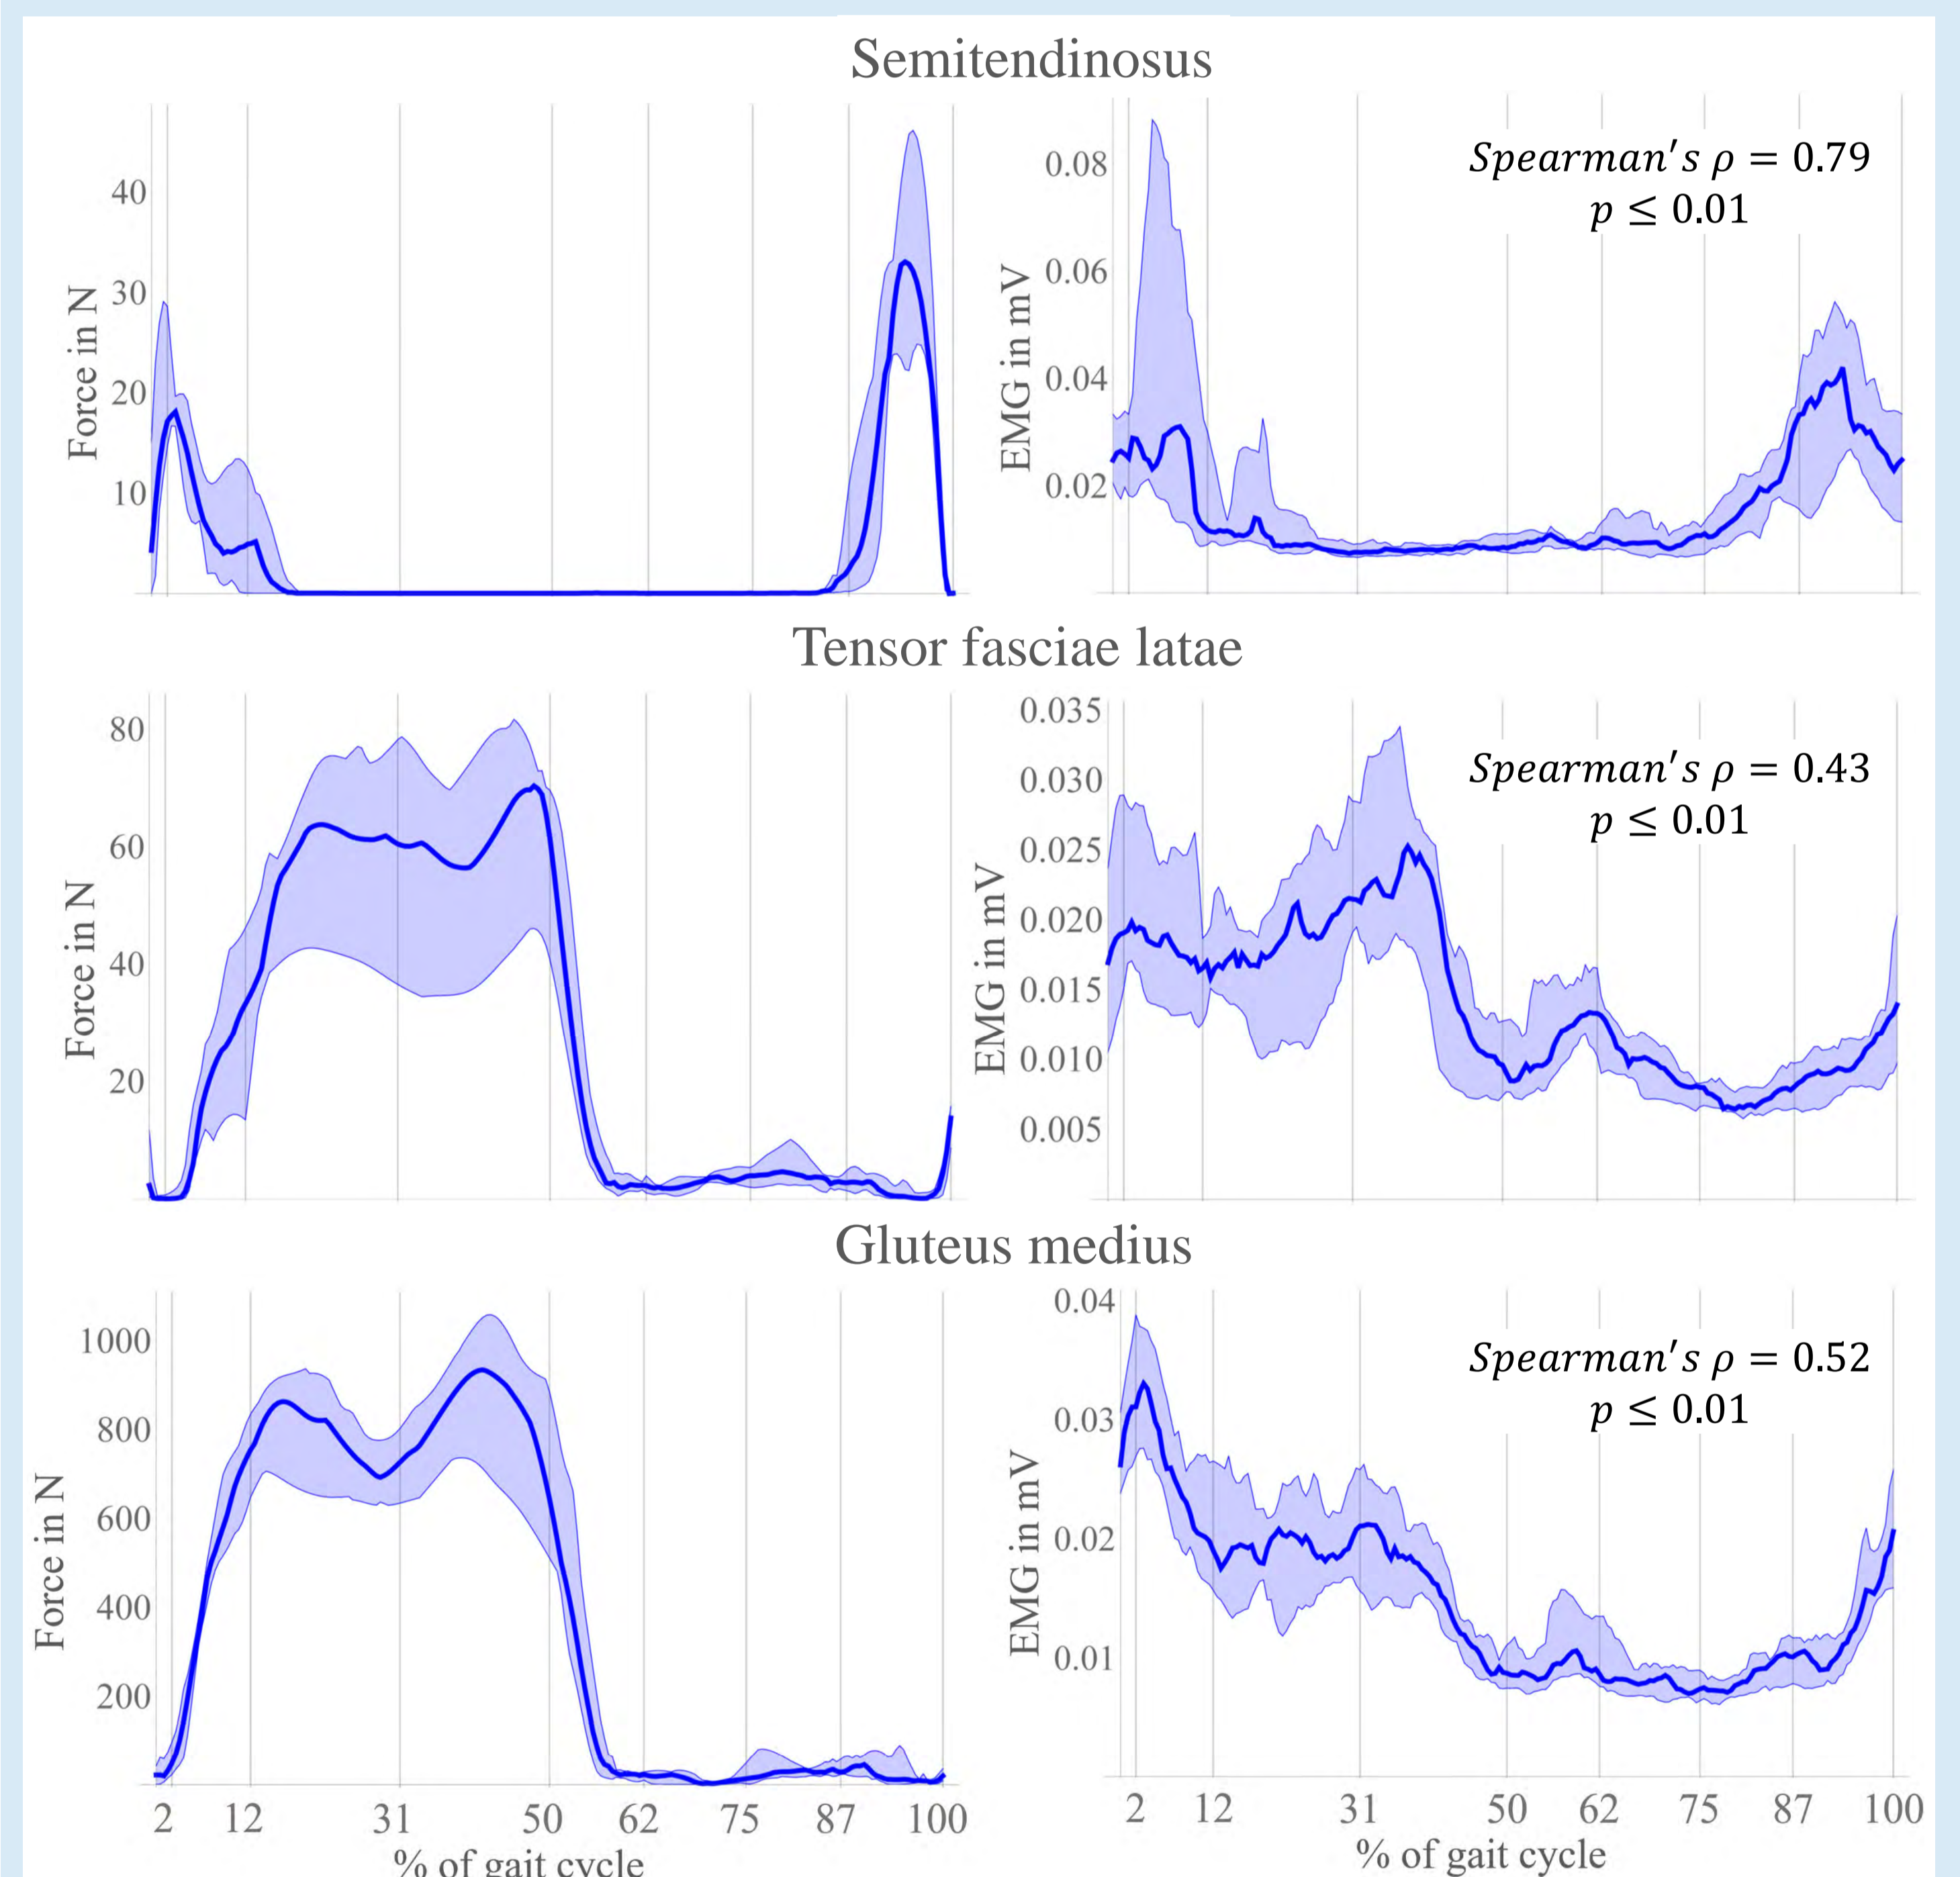 Semitendinosus
Force in N
40
30
20
10
EMG in mV
0.08
0.06
0.04
0.02
Spearman's ρ = 0.79
p ≤ 0.01
Tensor fasciae latae
Force in N
80
60
40
20
EMG in mV
0.035
0.030
0.025
0.020
0.015
0.010
0.005
Spearman's ρ = 0.43
p ≤ 0.01
Gluteus medius
Force in N
1000
800
600
400
200
2 12 31 50 62 75 87 100
% of gait cycle
EMG in mV
0.04
0.03
0.02
0.01
Spearman's ρ = 0.52
p ≤ 0.01
2 12 31 50 62 75 87 100
% of gait cycle